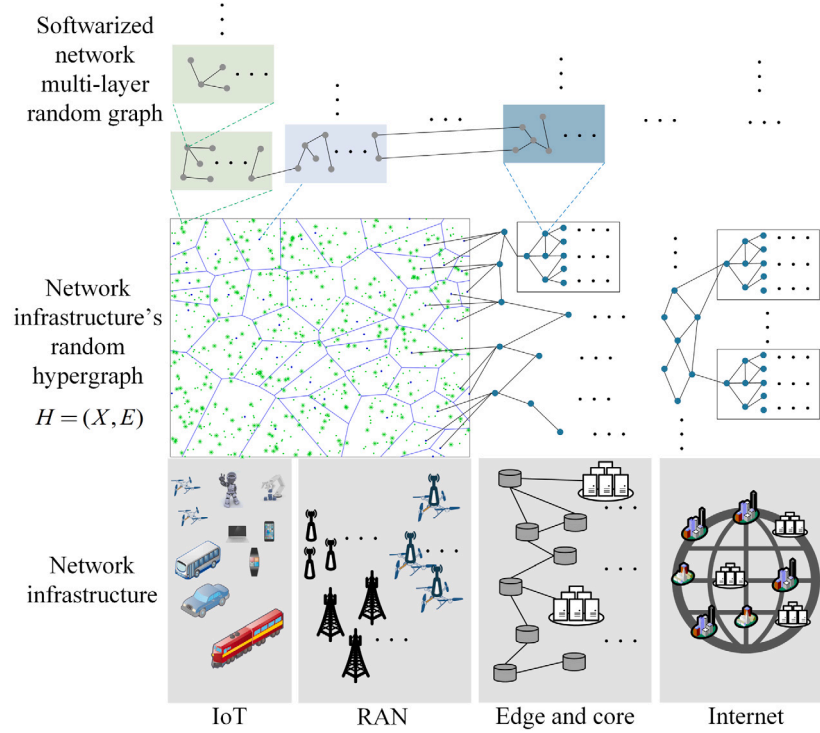 Softwarized
network
multi-layer
random graph
Network
infrastructure's
random
hypergraph
H = (X, E)
Network
infrastructure
IoT
RAN
Edge and core
Internet